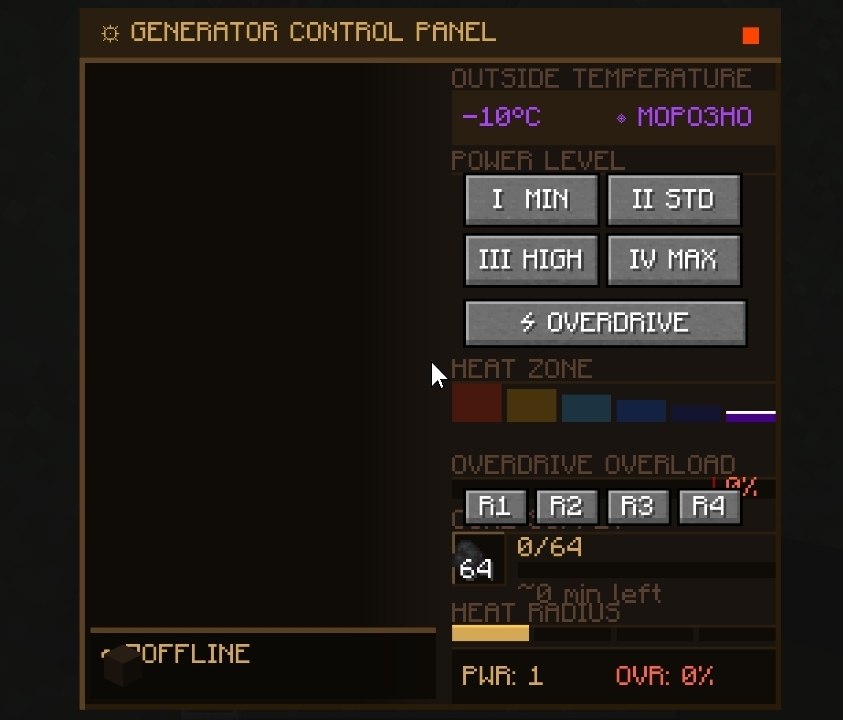 GENERATOR CONTROL PANEL
OUTSIDE TEMPERATURE
-10°C МОРОЗНО
POWER LEVEL
I MIN
II STD
III HIGH
IV MAX
OVERDRIVE
HEAT ZONE
OVERDRIVE OVERLOAD
0%
R1 R2 R3 R4
64
0/64
~0 min left
HEAT RADIUS
OFFLINE
PWR: 1
OVR: 0%